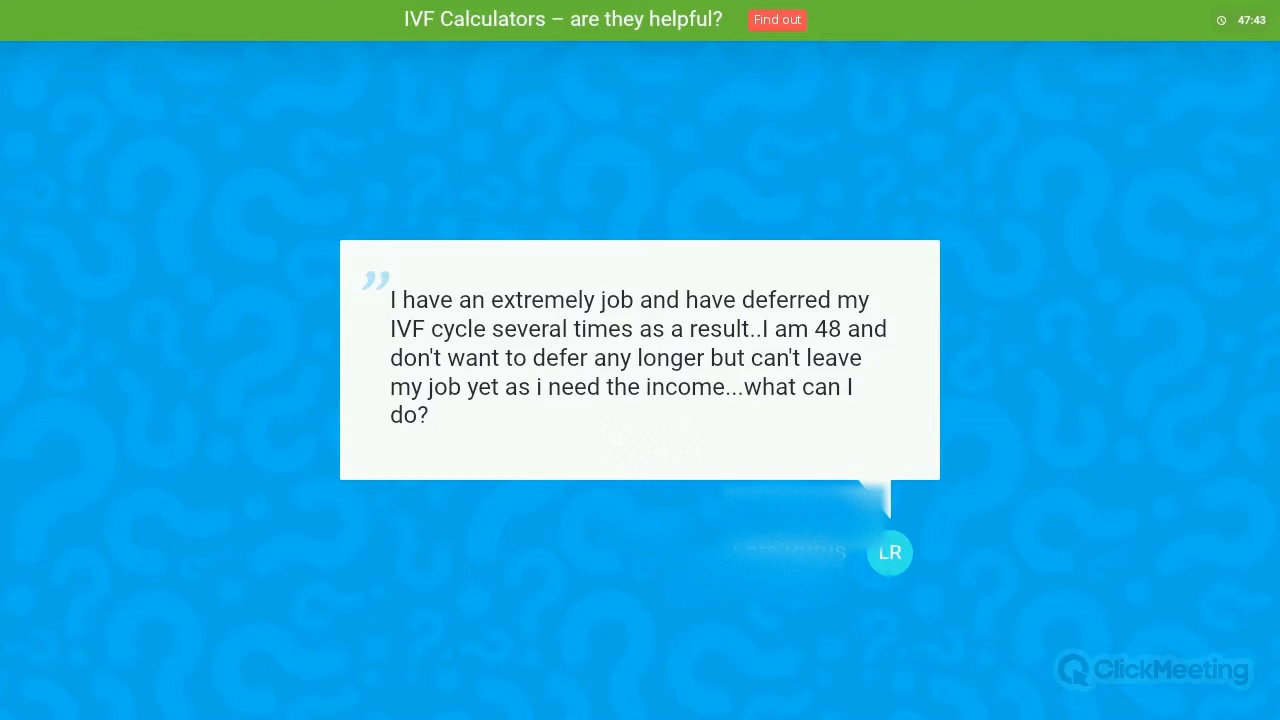 IVF Calculators – are they helpful? Find out 47:43
I have an extremely job and have deferred my
IVF cycle several times as a result..I am 48 and
don't want to defer any longer but can't leave
my job yet as i need the income...what can I
do?
LR
ClickMeeting